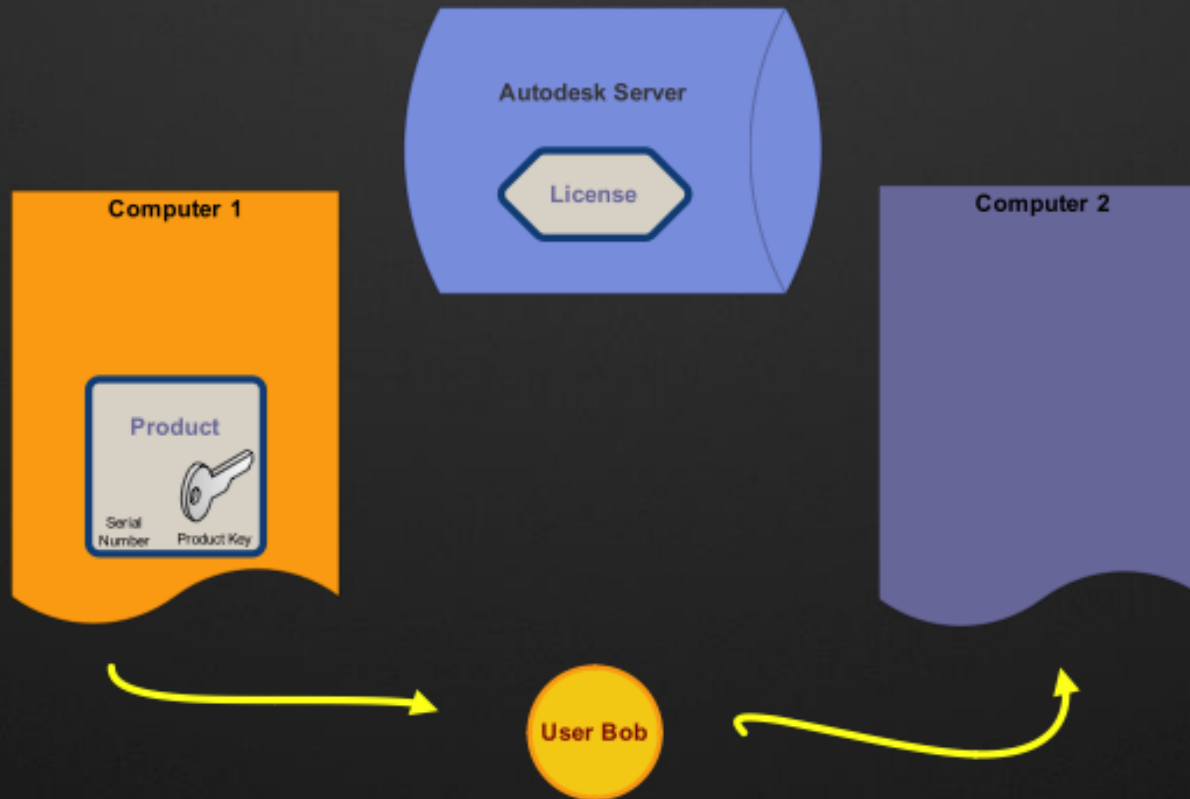 Autodesk Server
License
Computer 1
Product
Serial
Number
Product Key
Computer 2
User Bob